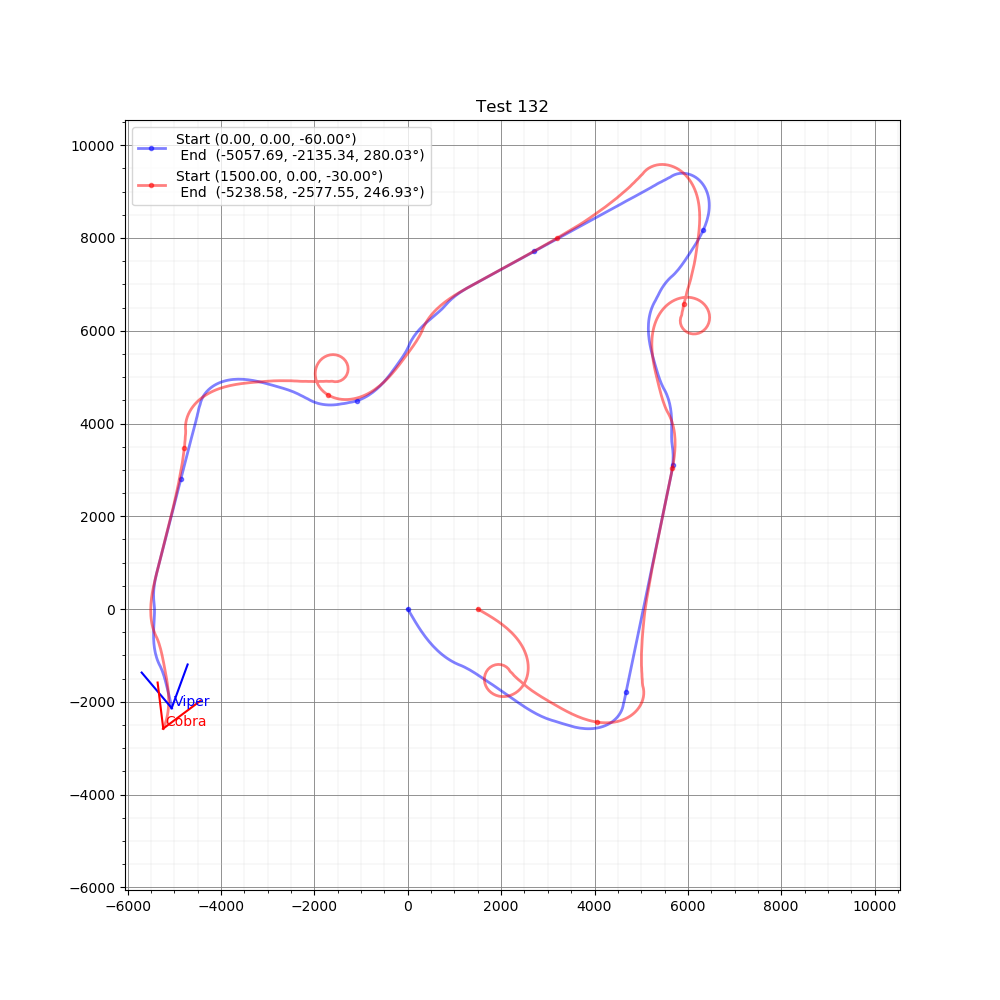 Test 132
Start (0.00, 0.00, -60.00°)
End (-5057.69, -2135.34, 280.03°)
Start (1500.00, 0.00, -30.00°)
End (-5238.58, -2577.55, 246.93°)
10000
8000
6000
4000
2000
0
−2000
−4000
−6000
Viper
Cobra
−6000 −4000 −2000 0 2000 4000 6000 8000 10000